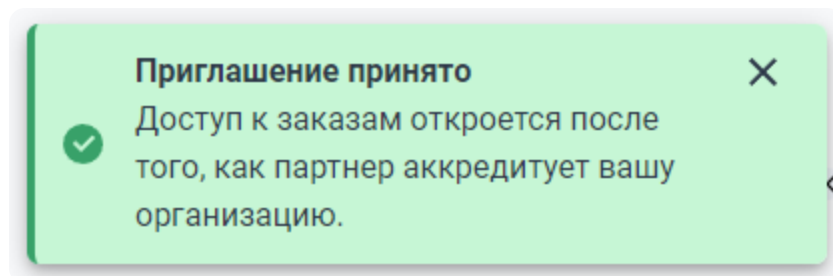 Приглашение принято
Доступ к заказам откроется после
того, как партнер аккредитует вашу
организацию.